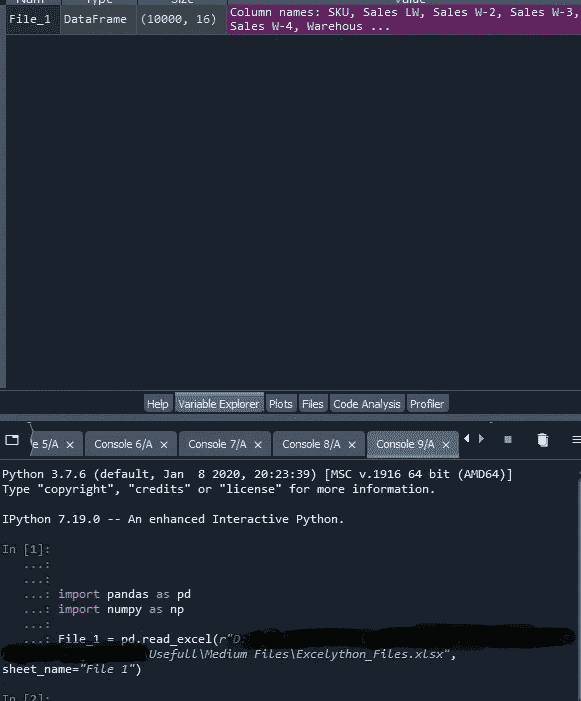 Type Size Value
File_1 DataFrame (10000, 16) Column names: SKU, Sales LW, Sales W-2, Sales W-3,
Sales W-4, Warehous ...
Help Variable Explorer Plots Files Code Analysis Profiler
e 5/A × Console 6/A × Console 7/A × Console 8/A × Console 9/A ×
Python 3.7.6 (default, Jan  8 2020, 20:23:39) [MSC v.1916 64 bit (AMD64)]
Type "copyright", "credits" or "license" for more information.
IPython 7.19.0 -- An enhanced Interactive Python.
In [1]:
...:
...:
...: import pandas as pd
...: import numpy as np
...:
...: File_1 = pd.read_excel(r"D:
Usefull\Medium Files\Excelython_Files.xlsx",
sheet_name="File 1")
In [2]: